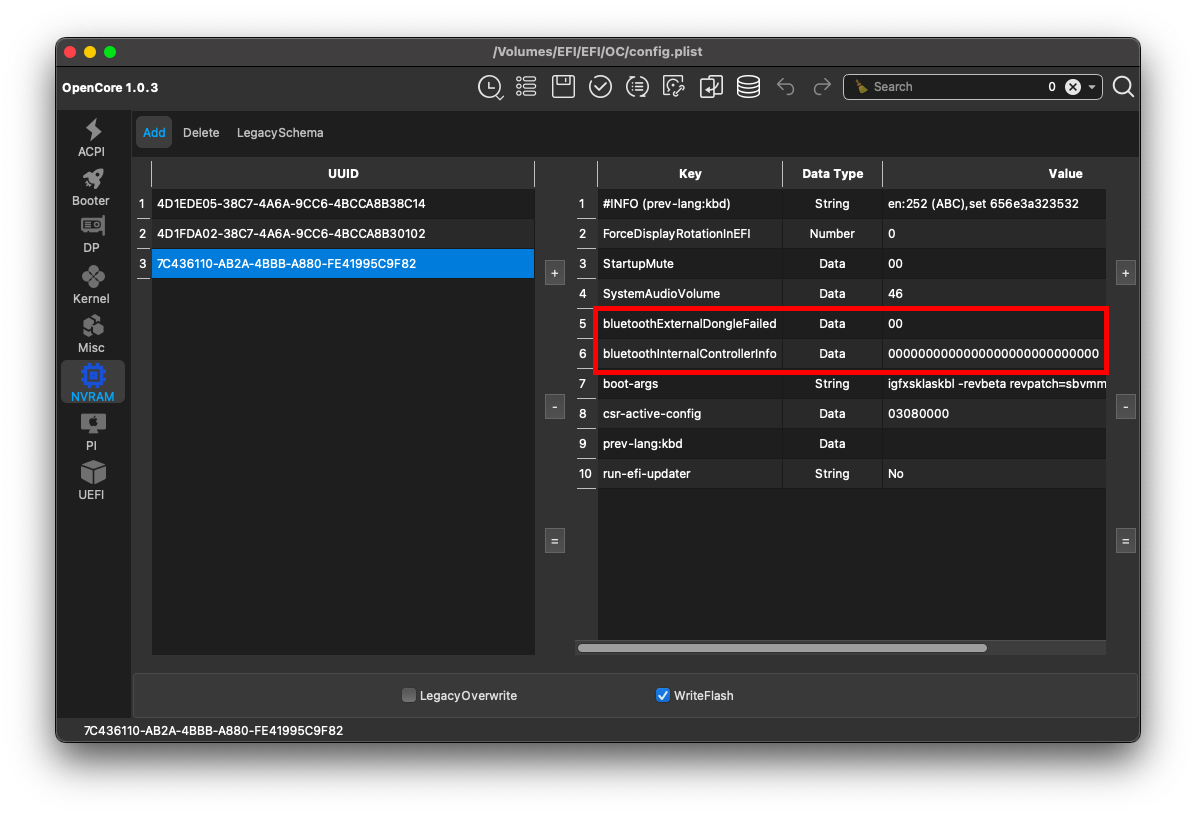 /Volumes/EFI/EFI/OC/config.plist
OpenCore 1.0.3
Search 0
ACPI
Booter
DP
Kernel
Misc
NVRAM
PI
UEFI
Add Delete LegacySchema
UUID
1 4D1EDE05-38C7-4A6A-9CC6-4BCCA8B38C14
2 4D1FDA02-38C7-4A6A-9CC6-4BCCA8B30102
3 7C436110-AB2A-4BBB-A880-FE41995C9F82
+
-
=
Key Data Type Value
1 #INFO (prev-lang:kbd) String en:252 (ABC),set 656e3a323532
2 ForceDisplayRotationInEFI Number 0
3 StartupMute Data 00
4 SystemAudioVolume Data 46
5 bluetoothExternalDongleFailed Data 00
6 bluetoothInternalControllerInfo Data 0000000000000000000000000000
7 boot-args String igfxsklaskbl -revbeta revpatch=sbvmm
8 csr-active-config Data 03080000
9 prev-lang:kbd Data
10 run-efi-updater String No
+
-
=
LegacyOverwrite WriteFlash
7C436110-AB2A-4BBB-A880-FE41995C9F82